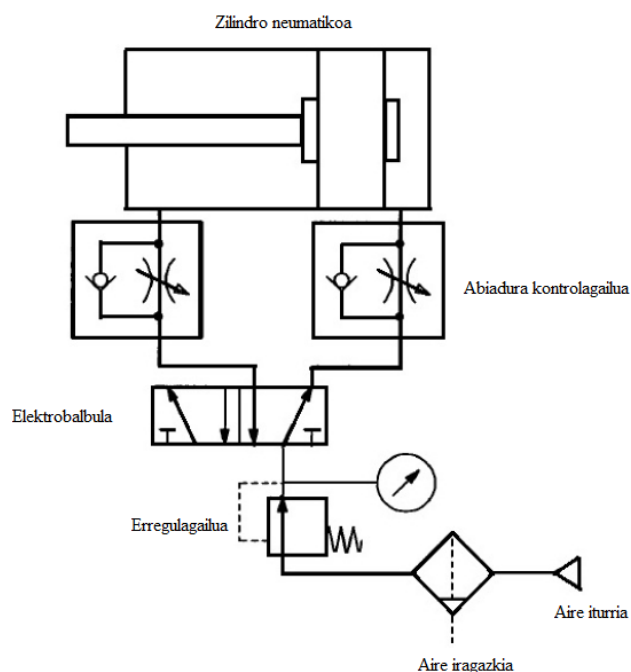 Zilindro neumatikoa
Abiadura kontrolagailua
Elektrobalbula
Erregulagailua
Aire iturria
Aire iragazkia